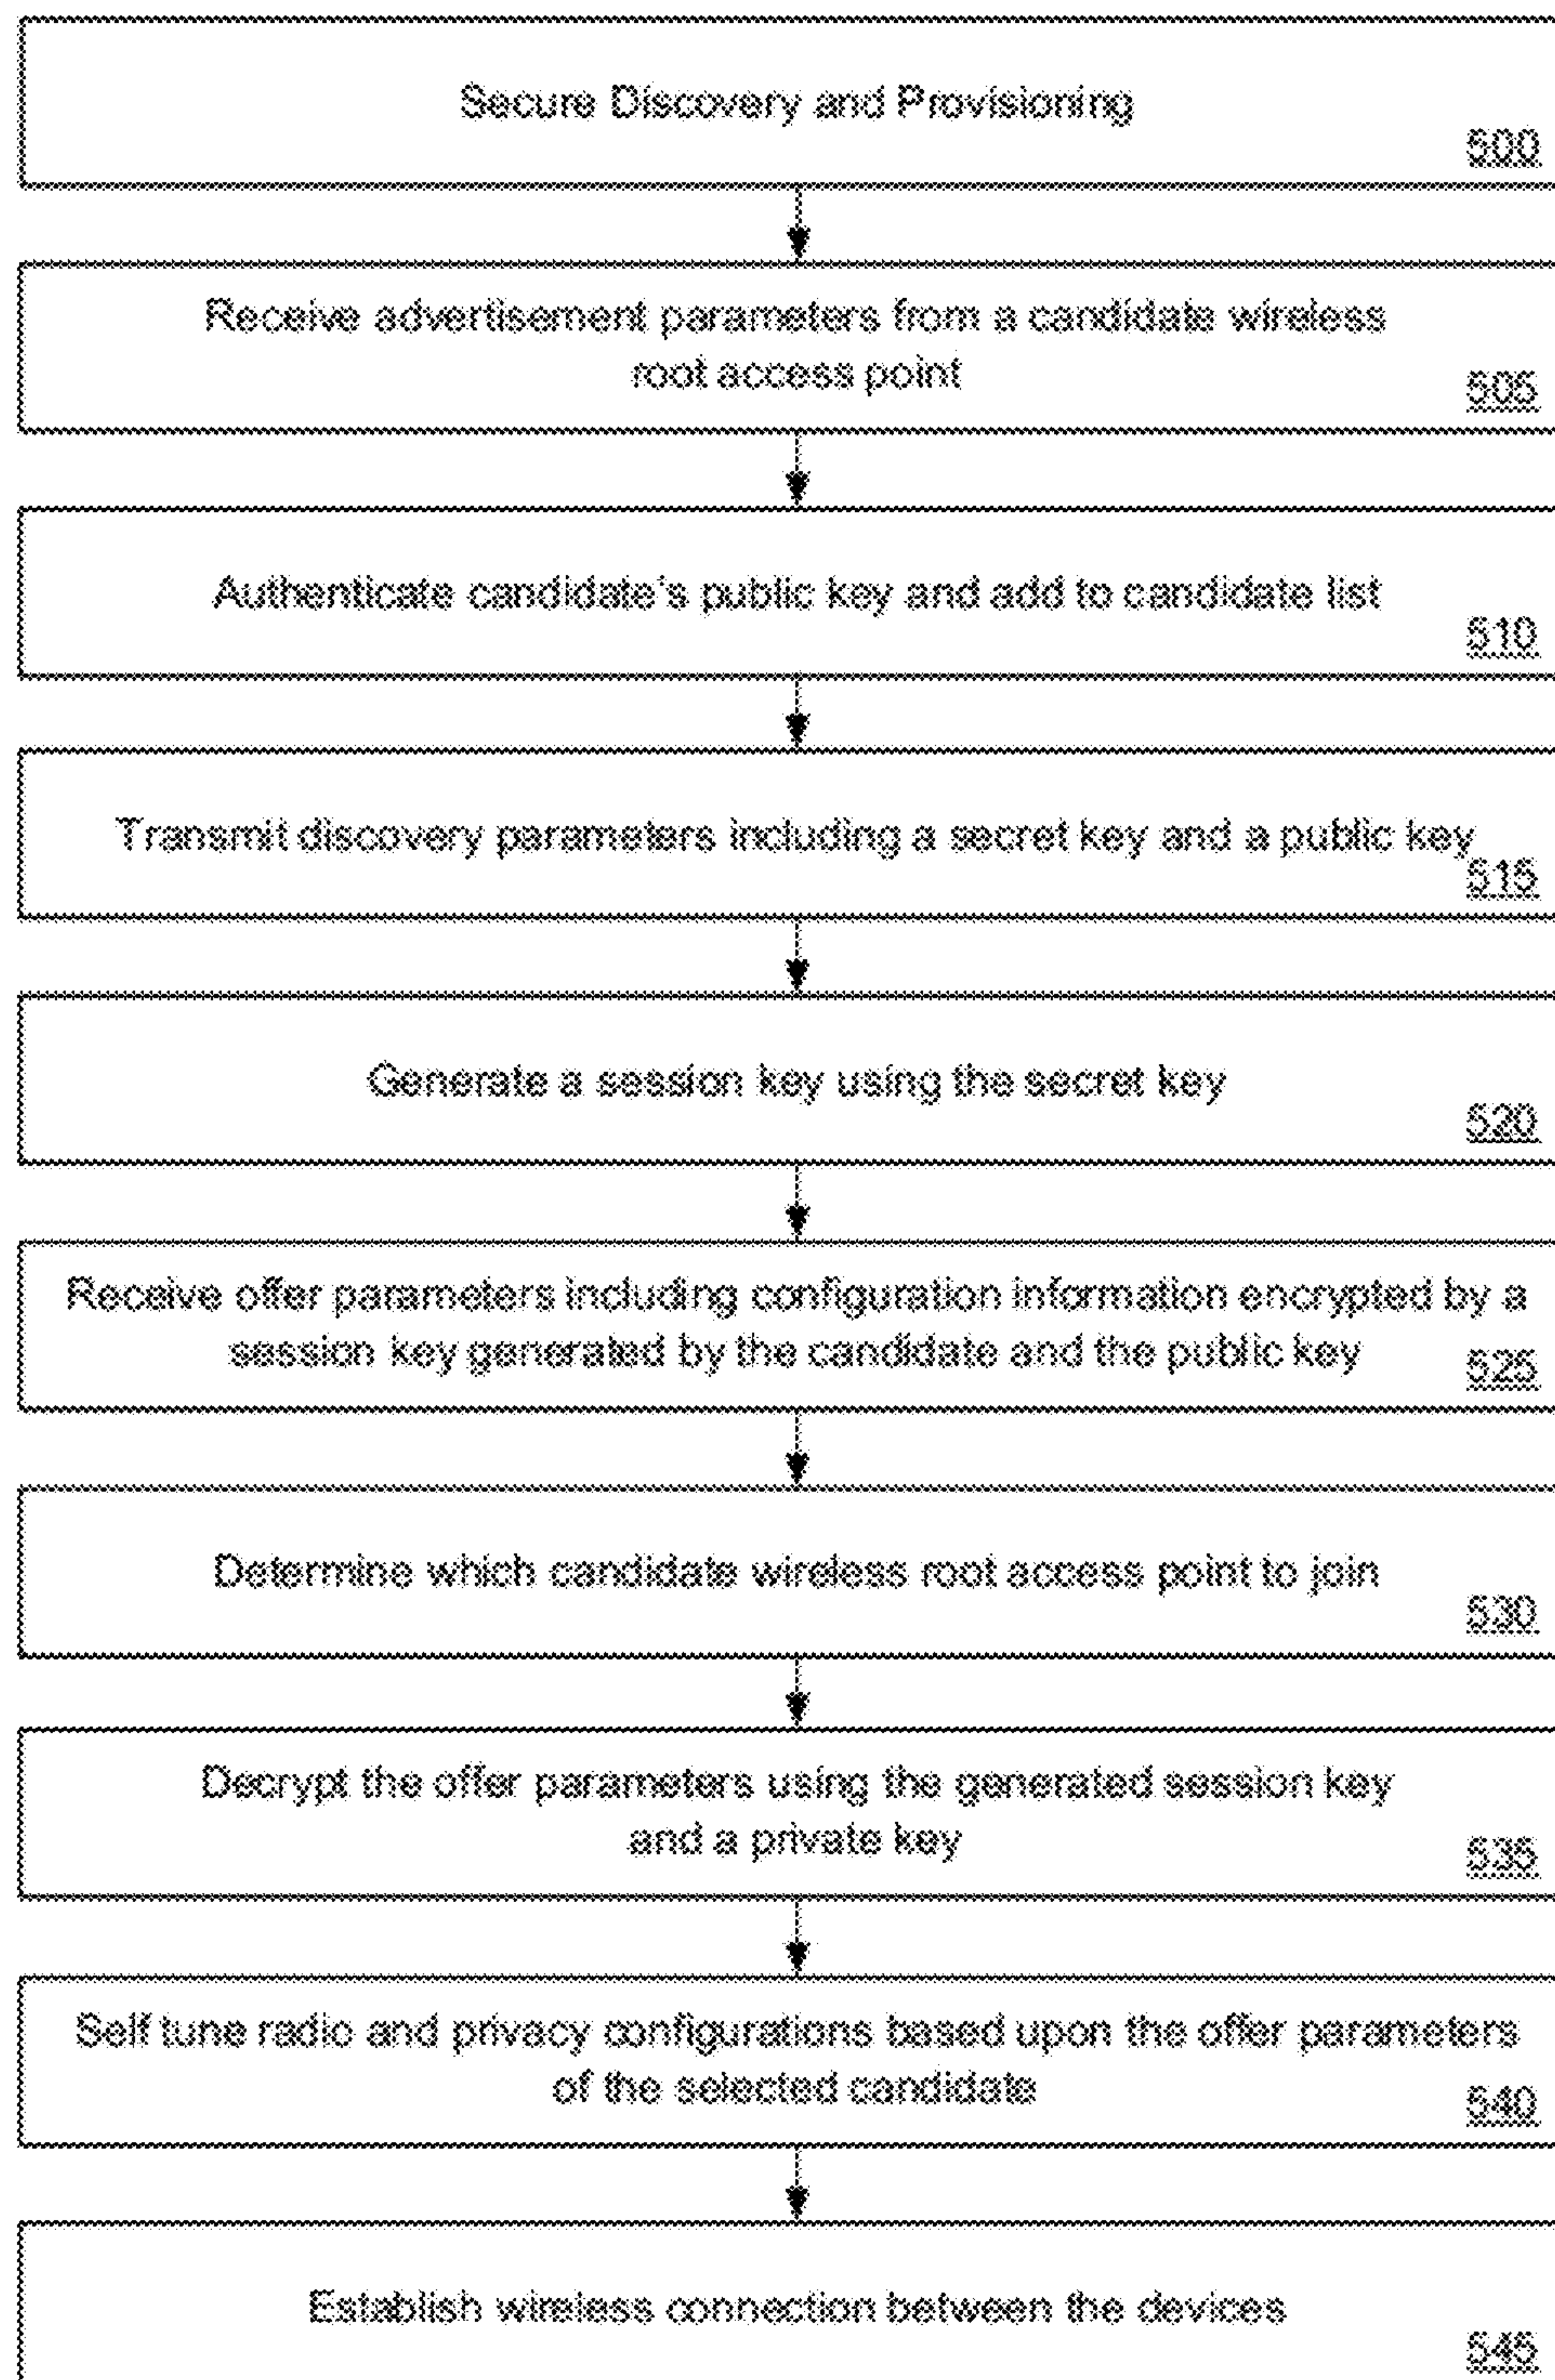 Secure Discovery and Provisioning
500
Receive advertisement parameters from a candidate wireless
root access point
505
Authenticate candidate's public key and add to candidate list
510
Transmit discovery parameters including a secret key and a public key
515
Generate a session key using the secret key
520
Receive offer parameters including configuration information encrypted by a
session key generated by the candidate and the public key
525
Determine which candidate wireless root access point to join
530
Decrypt the offer parameters using the generated session key
and a private key
535
Self tune radio and privacy configurations based upon the offer parameters
of the selected candidate
540
Establish wireless connection between the devices
545